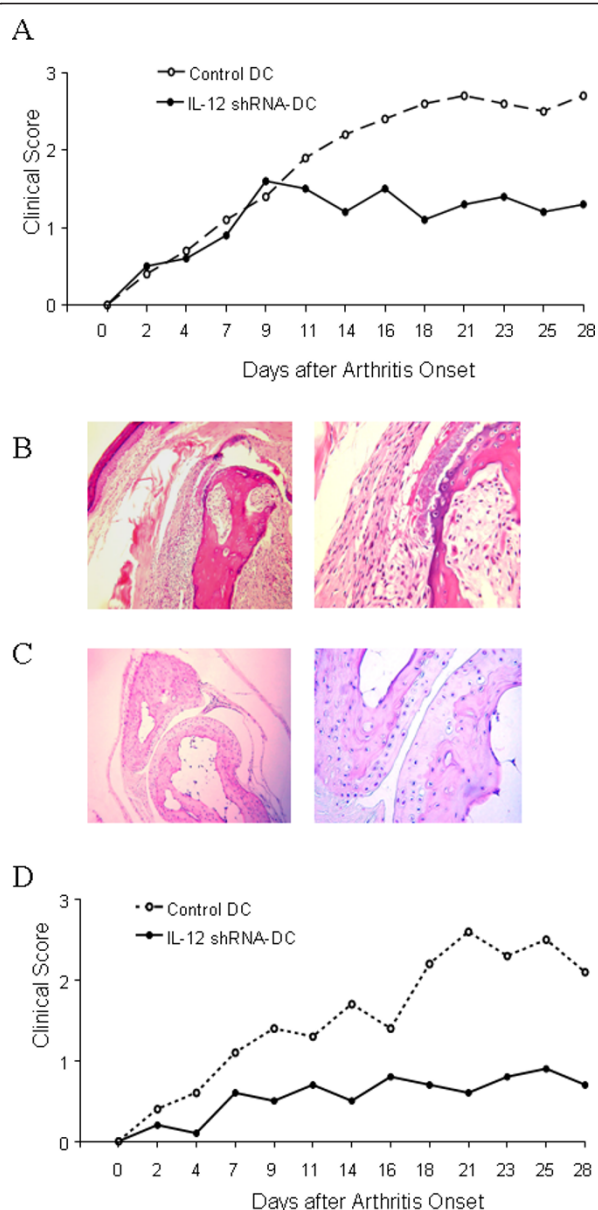 A
3
2
1
0
Clinical Score
Control DC
IL-12 shRNA-DC
0 2 4 7 9 11 14 16 18 21 23 25 28
Days after Arthritis Onset
B
C
D
3
2
1
0
Clinical Score
Control DC
IL-12 shRNA-DC
0 2 4 7 9 11 14 16 18 21 23 25 28
Days after Arthritis Onset